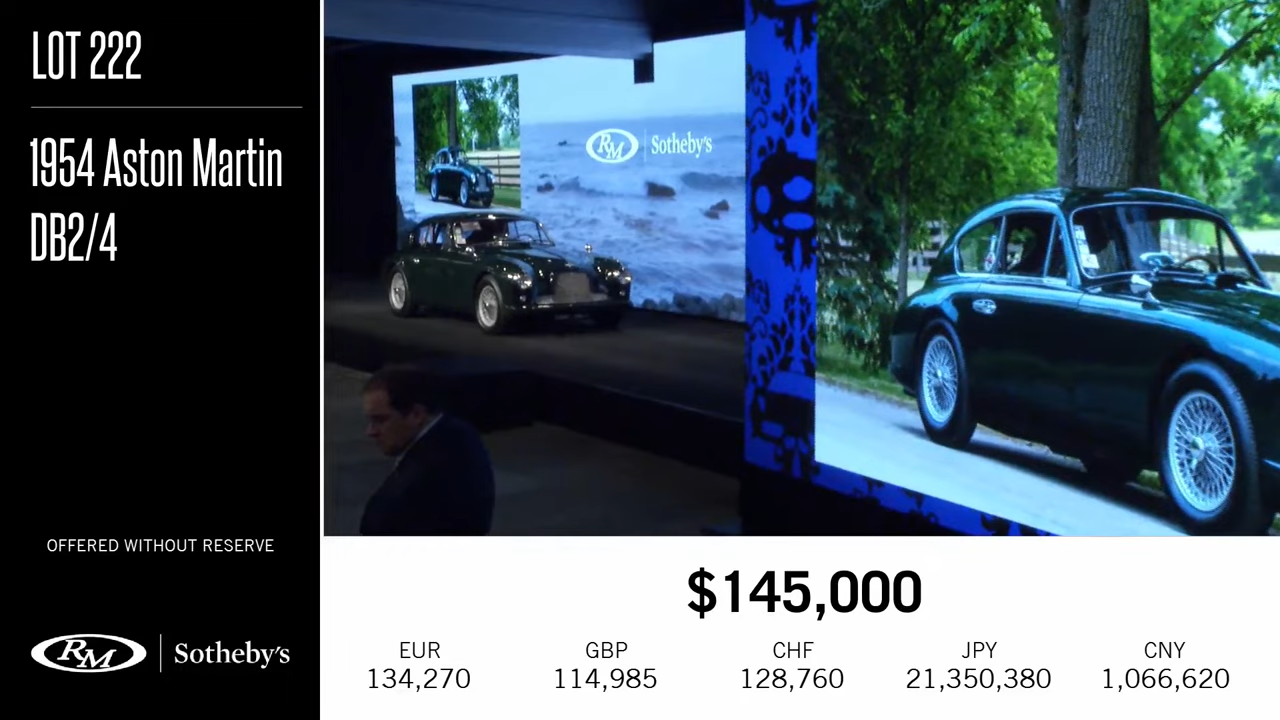 LOT 222
1954 Aston Martin
DB2/4
OFFERED WITHOUT RESERVE
RM Sotheby's
RM Sotheby's
$145,000
EUR GBP CHF JPY CNY
134,270 114,985 128,760 21,350,380 1,066,620